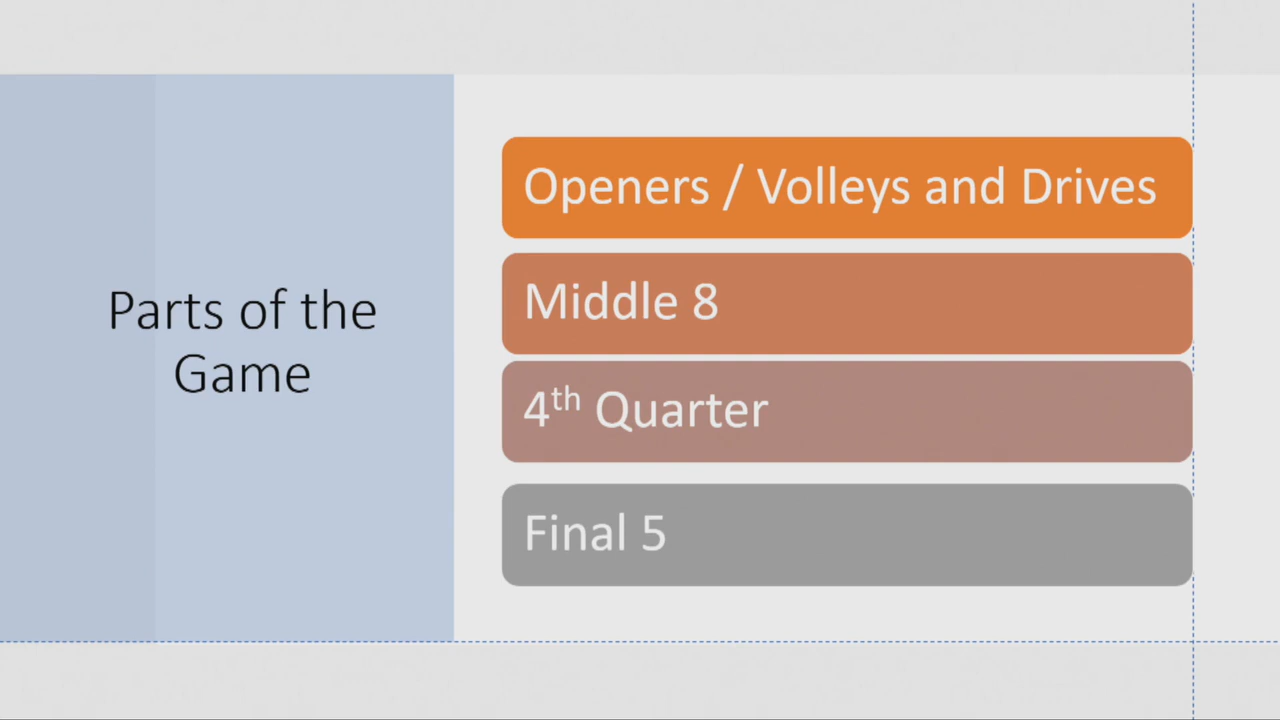 Parts of the
Game
Openers / Volleys and Drives
Middle 8
4th Quarter
Final 5